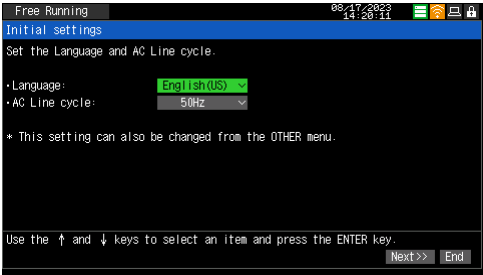 Free Running
08/17/2023
14:20:11
Initial settings
Set the Language and AC Line cycle.
・Language: English(US)
・AC Line cycle: 50Hz
* This setting can also be changed from the OTHER menu.
Use the ↑ and ↓ keys to select an item and press the ENTER key.
Next>> End